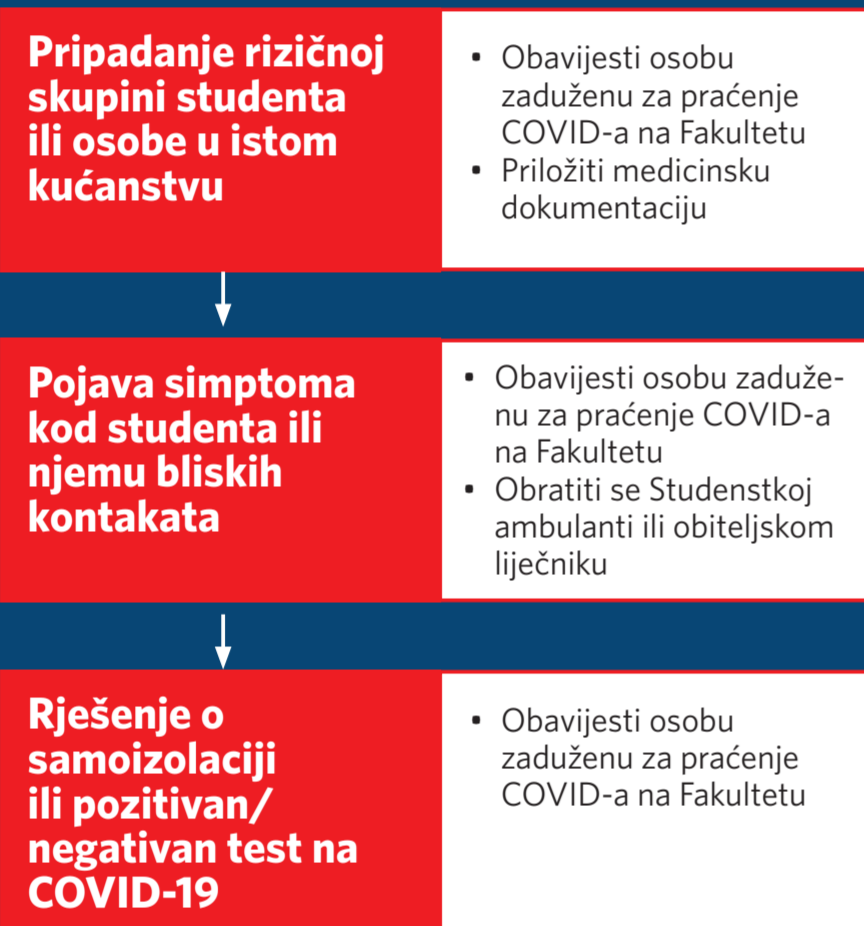 Pripadanje rizičnoj
skupini studenta
ili osobe u istom
kućanstvu
• Obavijesti osobu
zaduženu za praćenje
COVID-a na Fakultetu
• Priložiti medicinsku
dokumentaciju
Pojava simptoma
kod studenta ili
njemu bliskih
kontakata
• Obavijesti osobu zaduže-
nu za praćenje COVID-a
na Fakultetu
• Obratiti se Studenstkoj
ambulanti ili obiteljskom
liječniku
Rješenje o
samoizolaciji
ili pozitivan/
negativan test na
COVID-19
• Obavijesti osobu
zaduženu za praćenje
COVID-a na Fakultetu